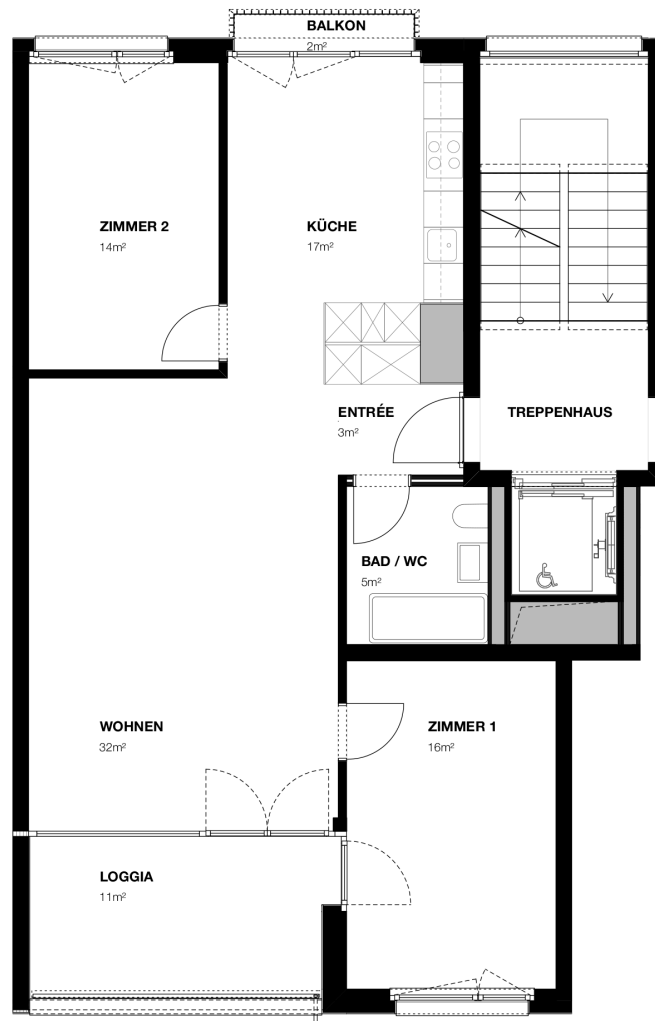 BALKON
2m²
ZIMMER 2
14m²
KÜCHE
17m²
ENTRÉE
3m²
TREPPENHAUS
BAD / WC
5m²
WOHNEN
32m²
ZIMMER 1
16m²
LOGGIA
11m²